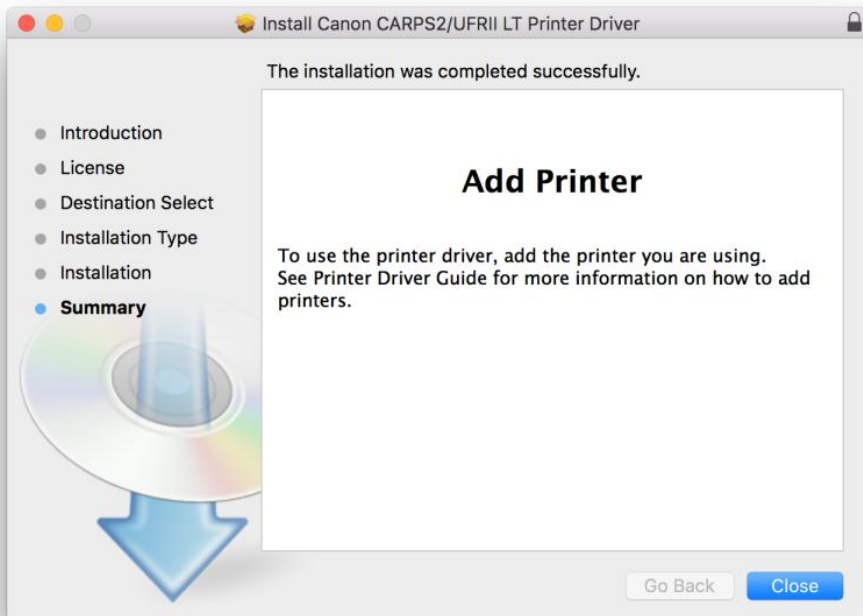 Install Canon CARPS2/UFRII LT Printer Driver
The installation was completed successfully.
Introduction
License
Destination Select
Installation Type
Installation
Summary
Add Printer
To use the printer driver, add the printer you are using.
See Printer Driver Guide for more information on how to add
printers.
Go Back
Close